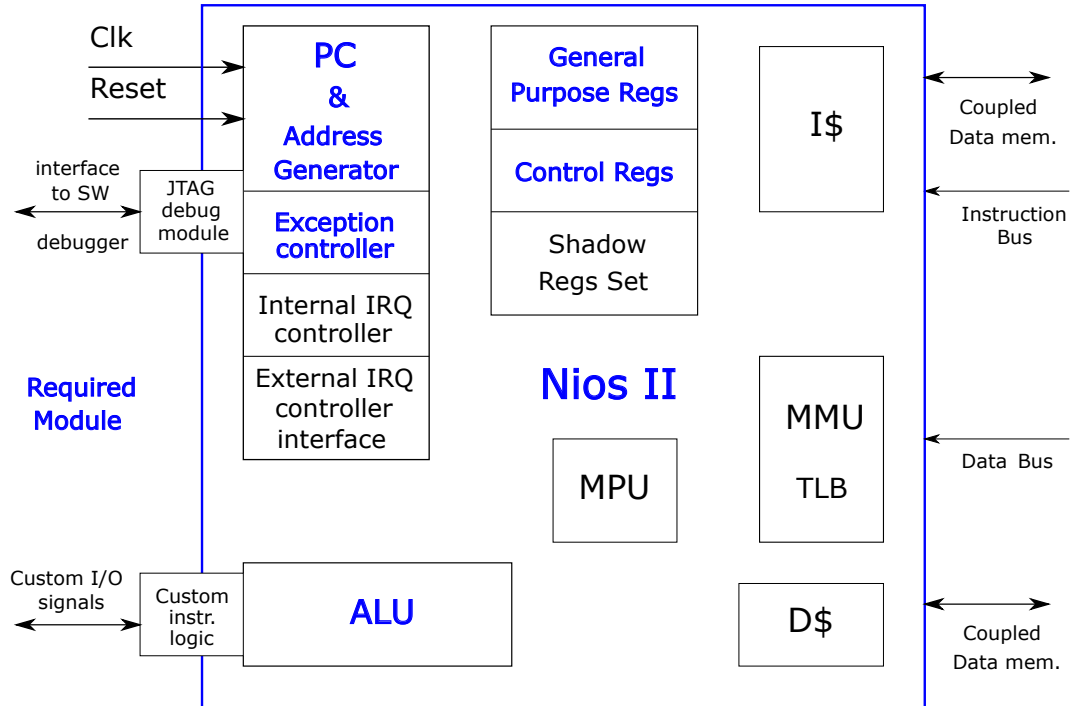 Clk
Reset
interface
to SW
debugger
JTAG
debug
module
PC
&
Address
Generator
Exception
controller
Internal IRQ
controller
External IRQ
controller
interface
General
Purpose Regs
Control Regs
Shadow
Regs Set
I$
Coupled
Data mem.
Instruction
Bus
Required
Module
Nios II
MPU
MMU
TLB
Data Bus
Custom I/O
signals
Custom
instr.
logic
ALU
D$
Coupled
Data mem.